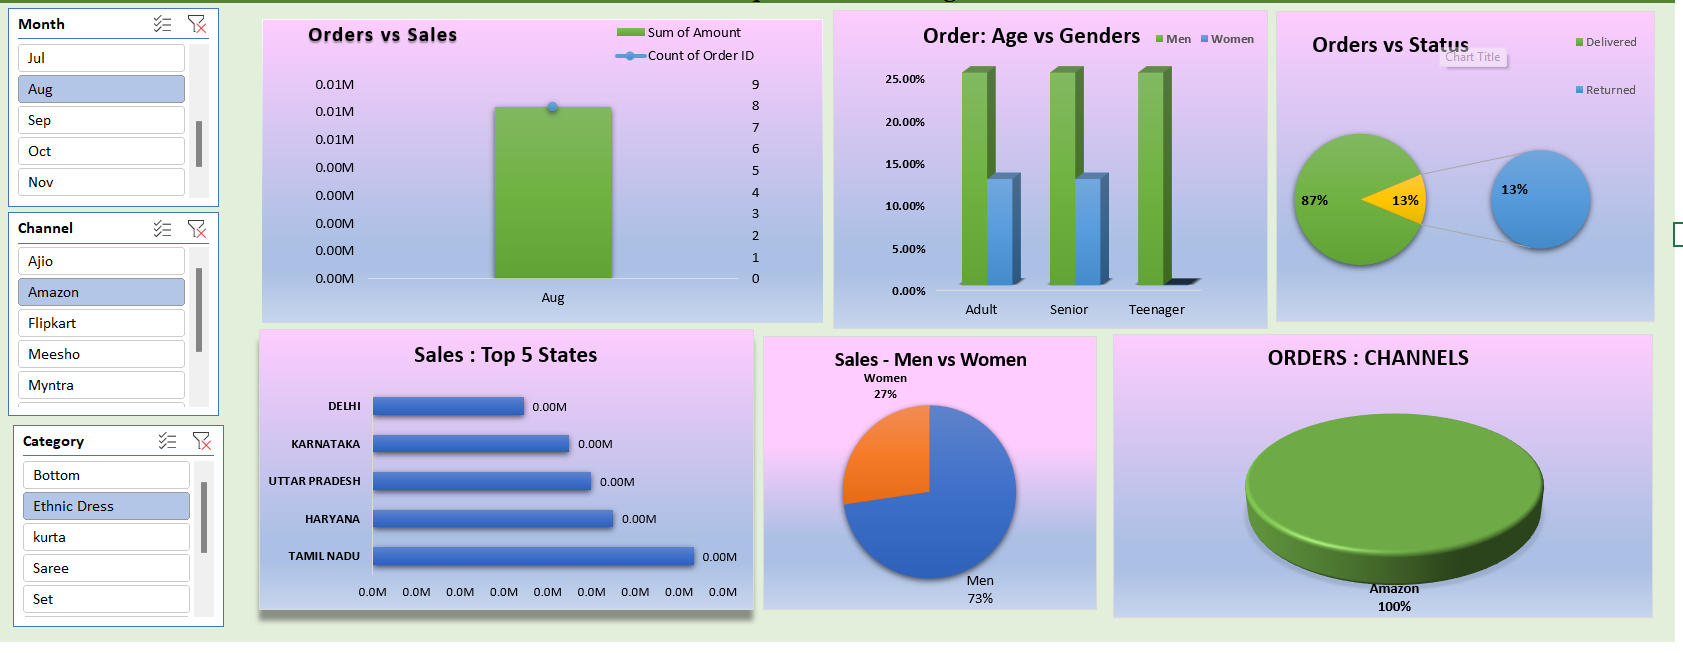 Month
Jul
Aug
Sep
Oct
Nov
Channel
Ajio
Amazon
Flipkart
Meesho
Myntra
Category
Bottom
Ethnic Dress
kurta
Saree
Set
Orders vs Sales
Sum of Amount
Count of Order ID
0.01M
0.01M
0.01M
0.00M
0.00M
0.00M
0.00M
0.00M
9
8
7
6
5
4
3
2
1
0
Aug
Order: Age vs Genders
Men Women
25.00%
20.00%
15.00%
10.00%
5.00%
0.00%
Adult Senior Teenager
Orders vs Status
Chart Title
Delivered
Returned
87% 13% 13%
Sales : Top 5 States
DELHI 0.00M
KARNATAKA 0.00M
UTTAR PRADESH 0.00M
HARYANA 0.00M
TAMIL NADU 0.00M
0.0M 0.0M 0.0M 0.0M 0.0M 0.0M 0.0M 0.0M 0.0M
Sales - Men vs Women
Women
27%
Men
73%
ORDERS : CHANNELS
Amazon
100%